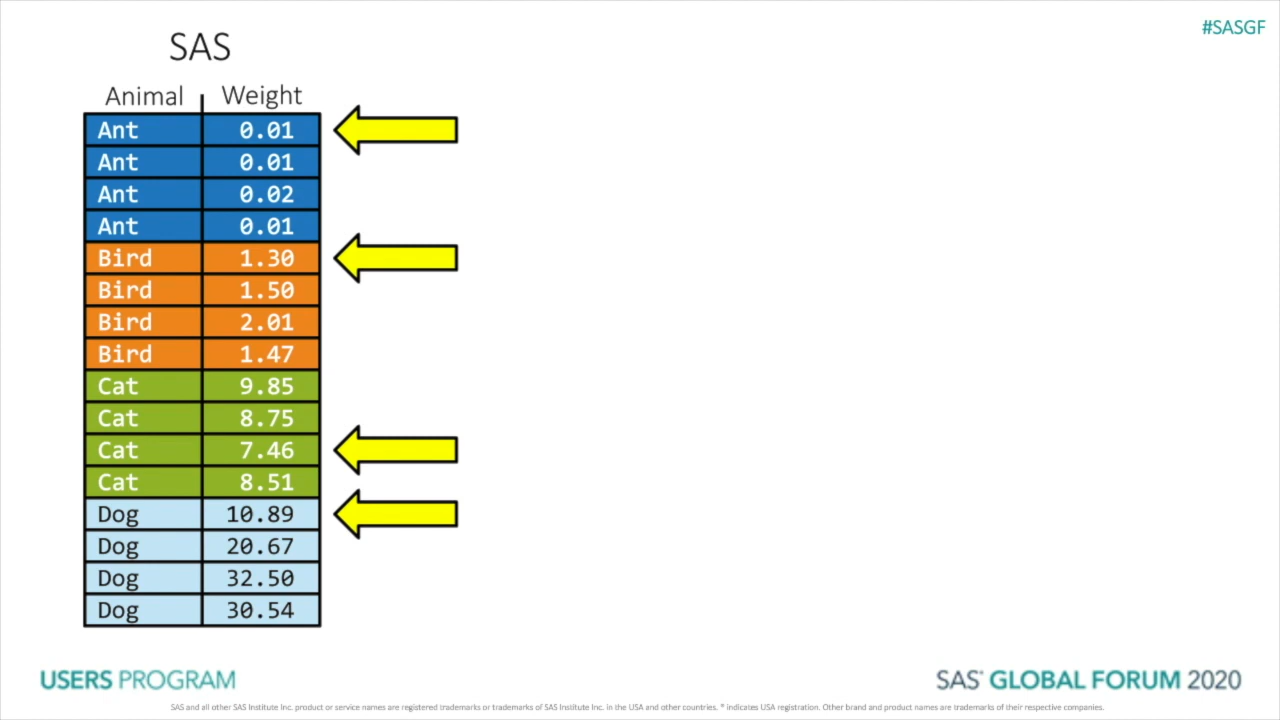 #SASGF
SAS
Animal Weight
Ant 0.01
Ant 0.01
Ant 0.02
Ant 0.01
Bird 1.30
Bird 1.50
Bird 2.01
Bird 1.47
Cat 9.85
Cat 8.75
Cat 7.46
Cat 8.51
Dog 10.89
Dog 20.67
Dog 32.50
Dog 30.54
USERS PROGRAM
SAS® GLOBAL FORUM 2020
SAS and all other SAS Institute Inc. product or service names are registered trademarks or trademarks of SAS Institute Inc. in the USA and other countries. ® indicates USA registration. Other brand and product names are trademarks of their respective companies.